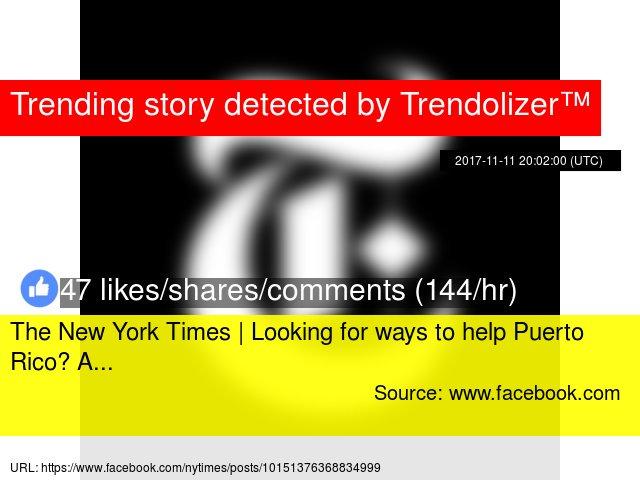 Trending story detected by Trendolizer™
2017-11-11 20:02:00 (UTC)
47 likes/shares/comments (144/hr)
The New York Times | Looking for ways to help Puerto
Rico? A...
Source: www.facebook.com
URL: https://www.facebook.com/nytimes/posts/10151376368834999